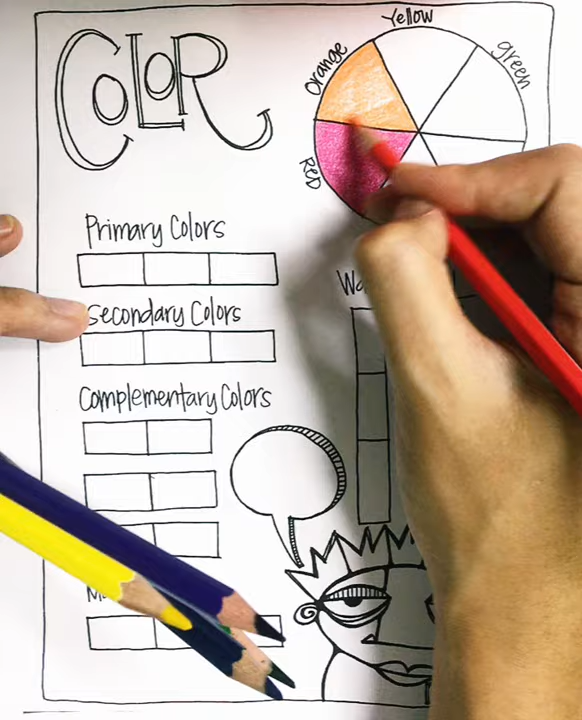 COLOR
Yellow
Orange
green
Red
Primary Colors
Secondary Colors
Complementary Colors